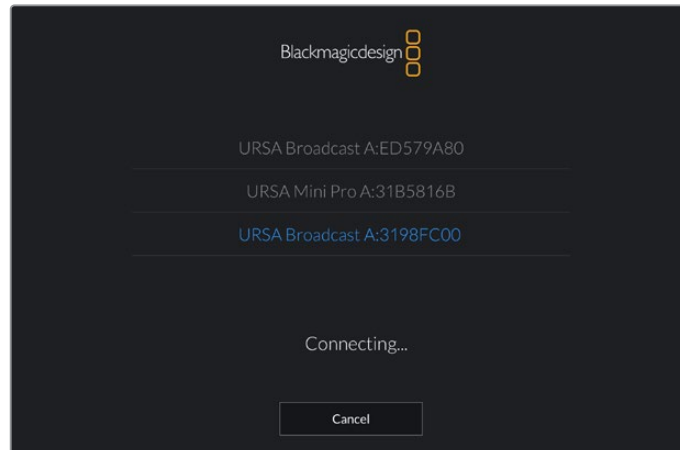 Blackmagicdesign
URSA Broadcast A:ED579A80
URSA Mini Pro A:31B5816B
URSA Broadcast A:3198FC00
Connecting...
Cancel